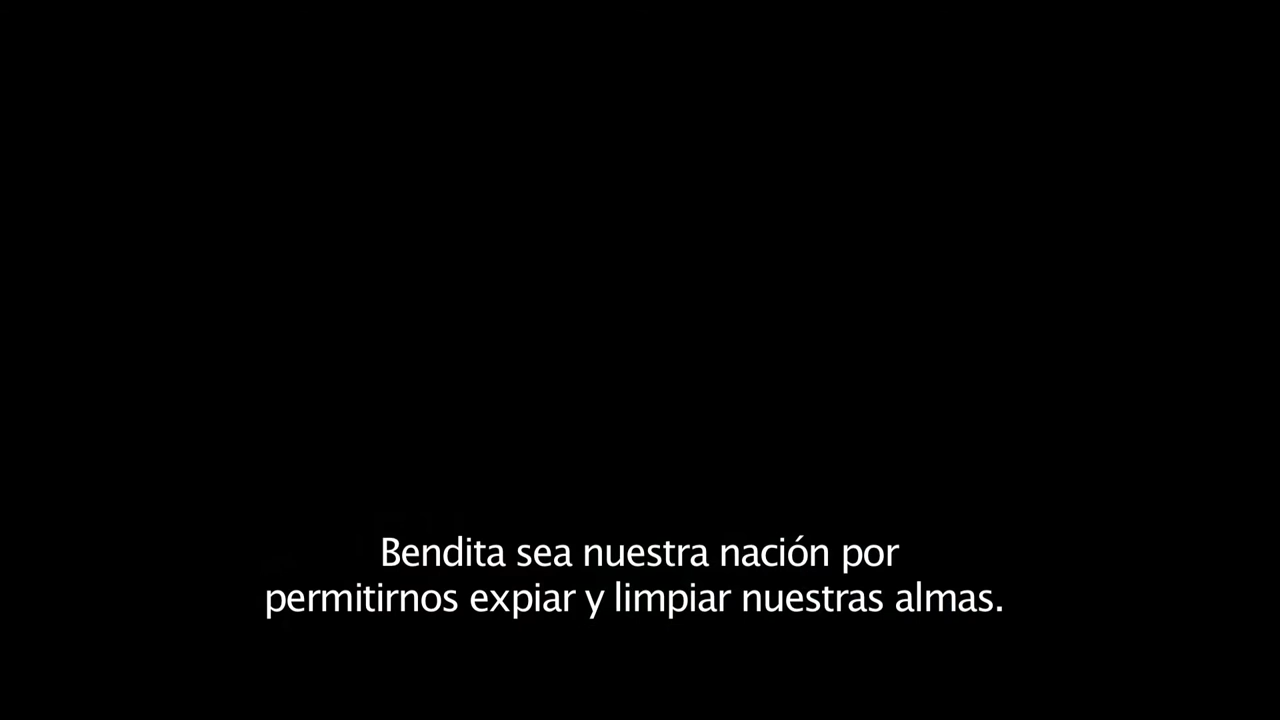 Bendita sea nuestra nación por
permitirnos expiar y limpiar nuestras almas.